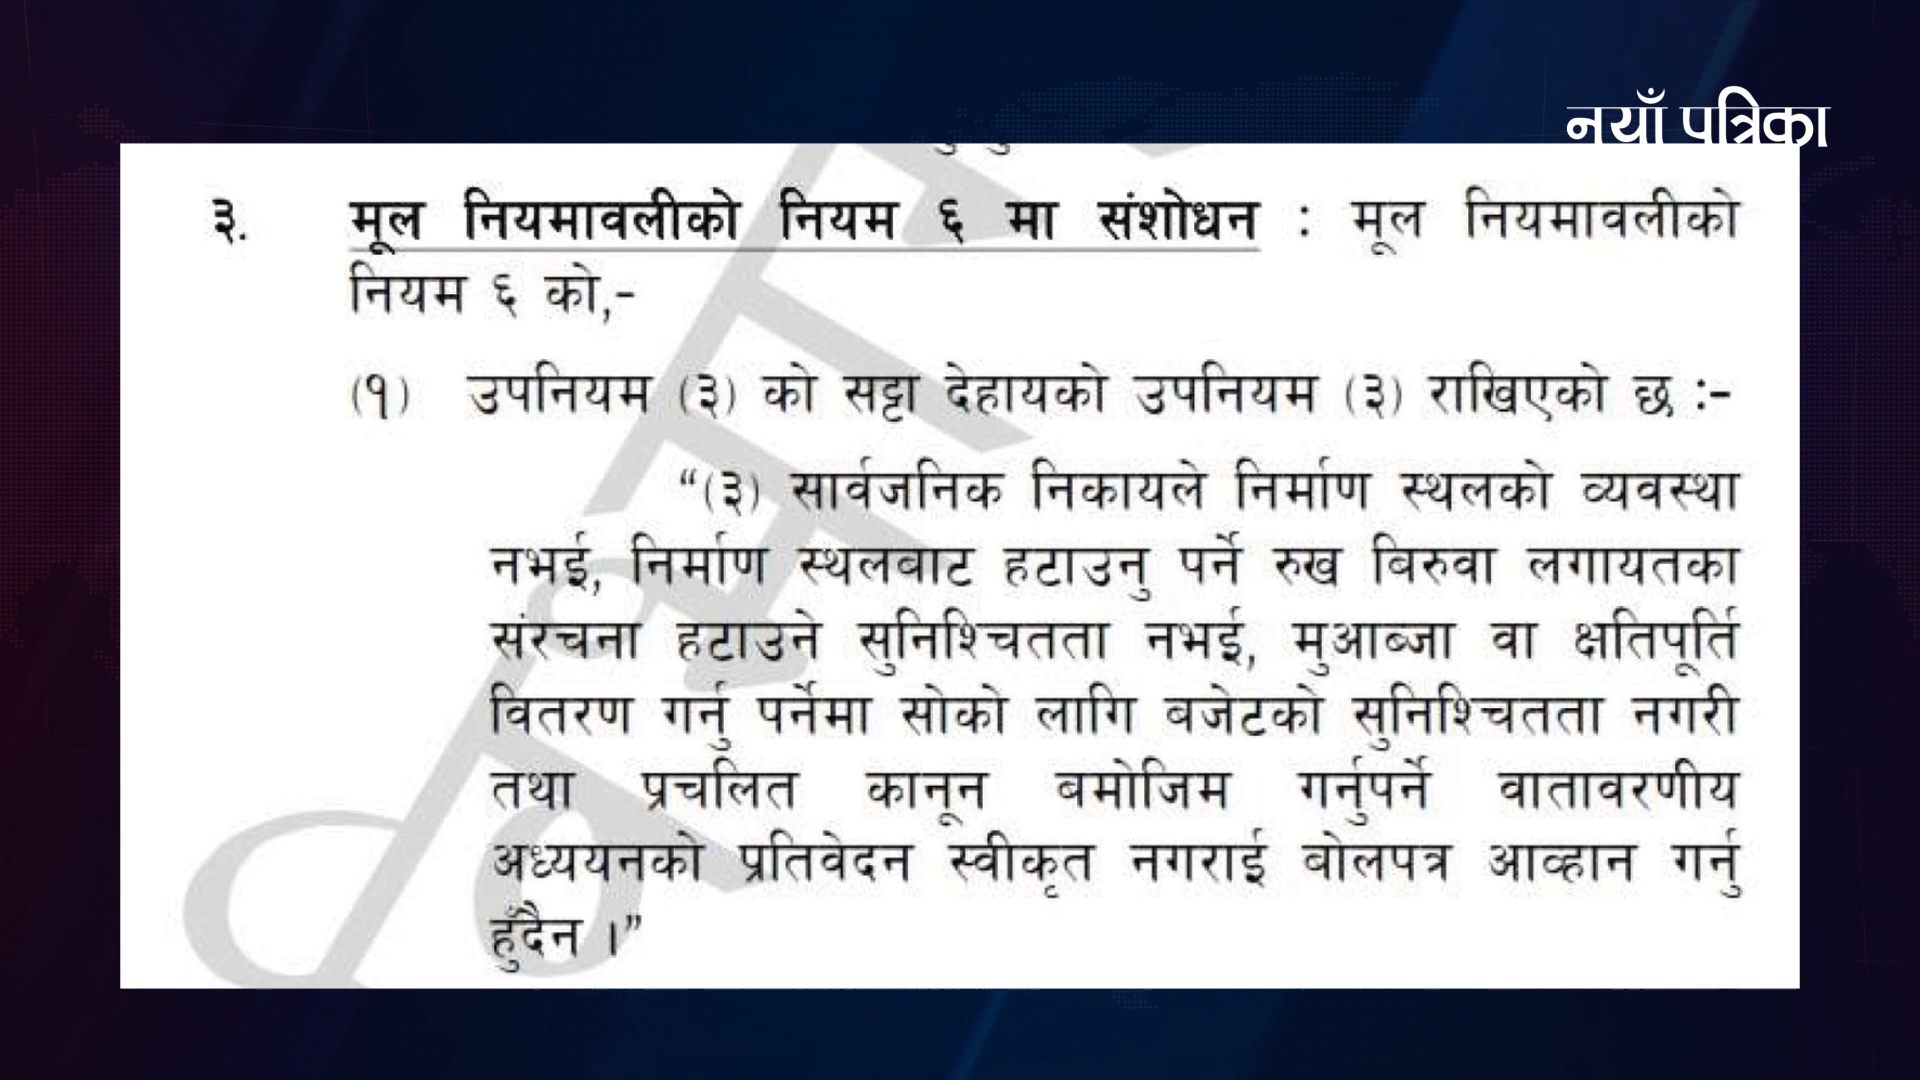 नयाँ पत्रिका
३. मूल नियमावलीको नियम ६ मा संशोधन : मूल नियमावलीको
नियम ६ को,-
(१) उपनियम (३) को सट्टा देहायको उपनियम (३) राखिएको छ :-
“(३) सार्वजनिक निकायले निर्माण स्थलको व्यवस्था
नभई, निर्माण स्थलबाट हटाउनु पर्ने रुख बिरुवा लगायतका
संरचना हटाउने सुनिश्चितता नभई, मुआब्जा वा क्षतिपूर्ति
वितरण गर्नु पर्नेमा सोको लागि बजेटको सुनिश्चितता नगरी
तथा प्रचलित कानून बमोजिम गर्नुपर्ने वातावरणीय
अध्ययनको प्रतिवेदन स्वीकृत नगराई बोलपत्र आव्हान गर्नु
हुँदैन ।”